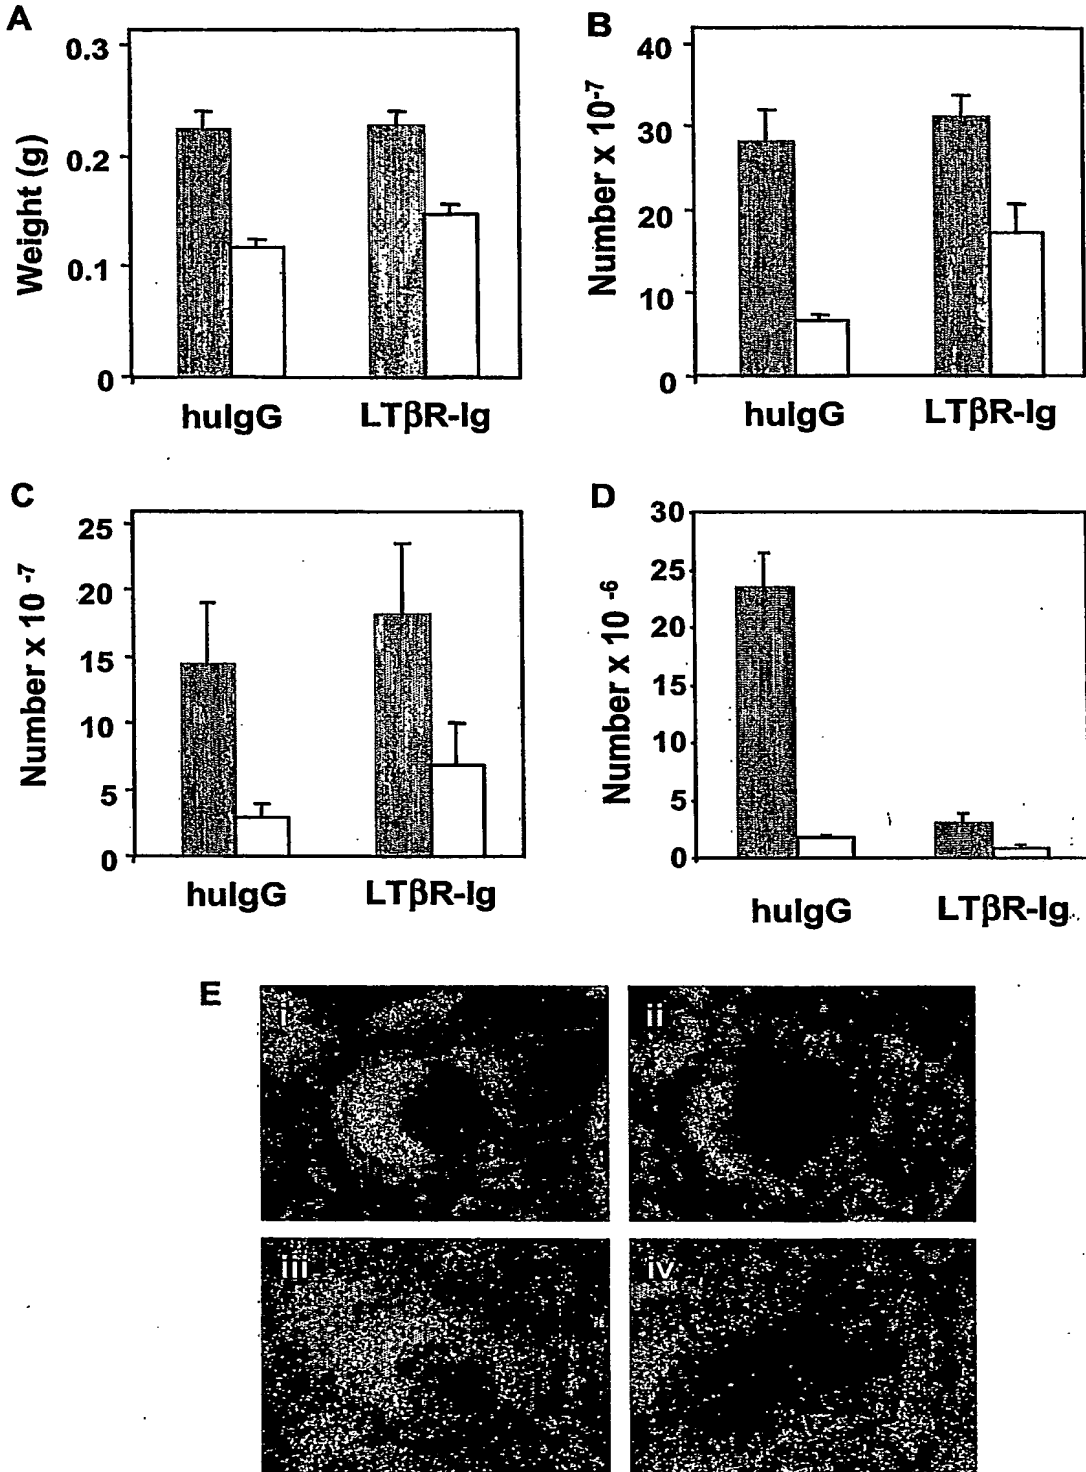 A
Weight (g)
0.3
0.2
0.1
0
huIgG LTβR-Ig
B
Number x 10⁻⁷
40
30
20
10
0
huIgG LTβR-Ig
C
Number x 10 ⁻⁷
25
20
15
10
5
0
huIgG LTβR-Ig
D
Number x 10 ⁻⁶
30
25
20
15
10
5
0
huIgG LTβR-Ig
E
i
ii
iii
iv